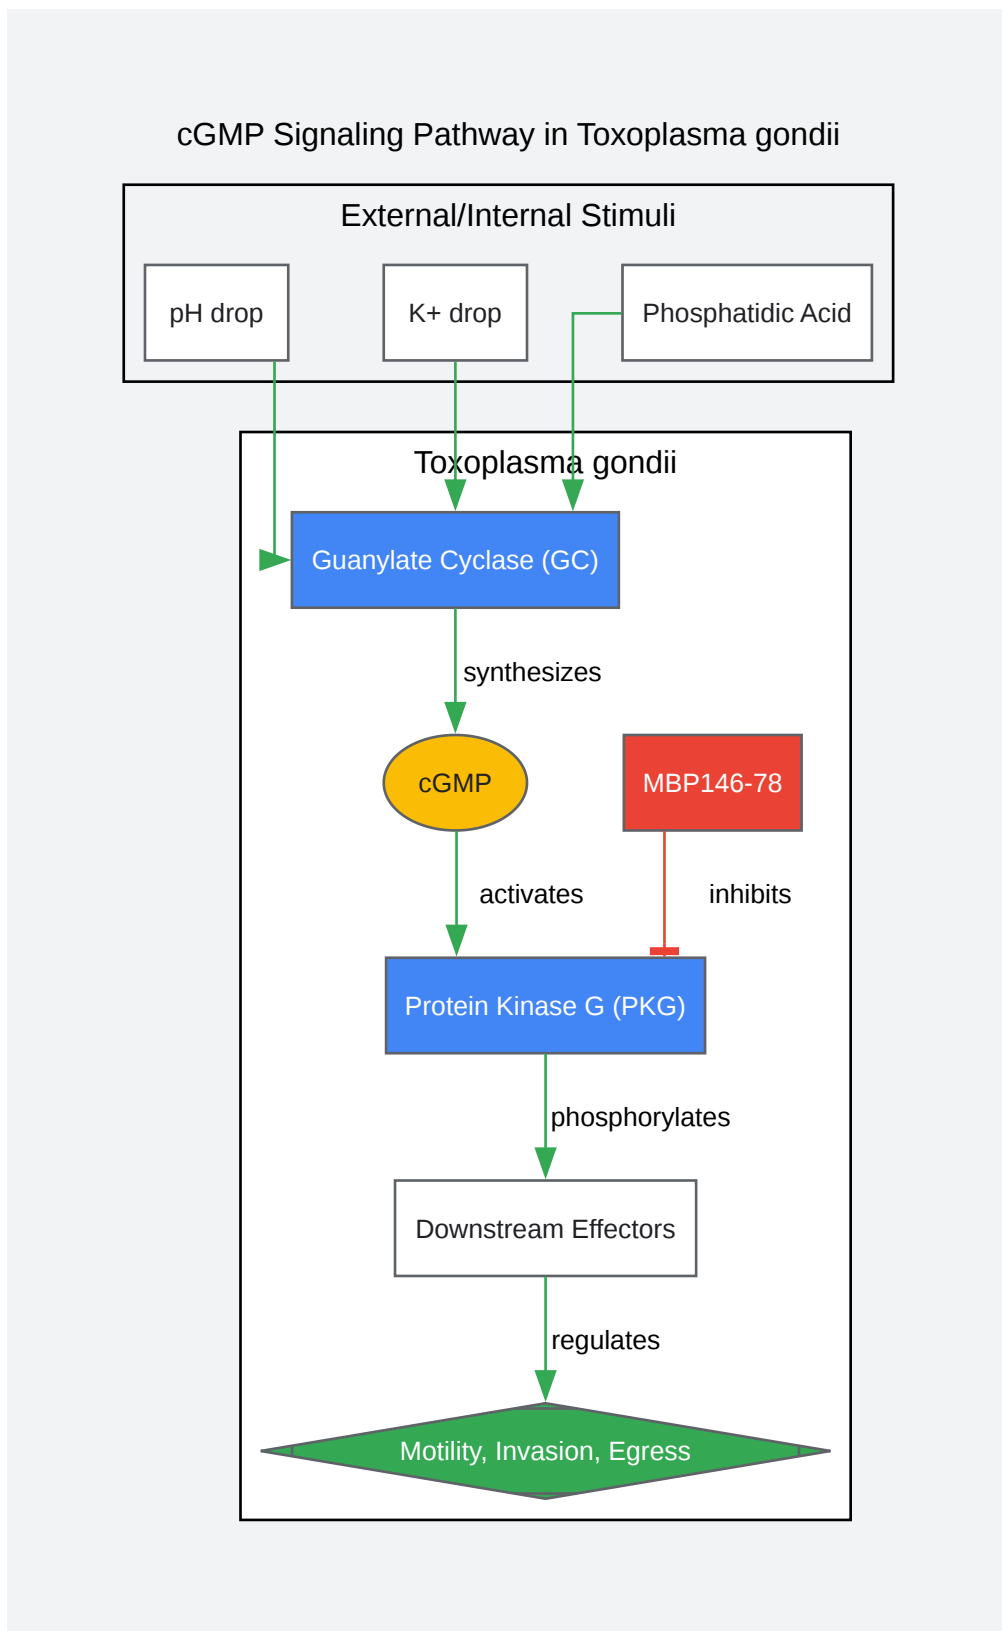 cGMP Signaling Pathway in Toxoplasma gondii
External/Internal Stimuli
pH drop
K+ drop
Phosphatidic Acid
Toxoplasma gondii
Guanylate Cyclase (GC)
synthesizes
cGMP
MBP146-78
activates
inhibits
Protein Kinase G (PKG)
phosphorylates
Downstream Effectors
regulates
Motility, Invasion, Egress